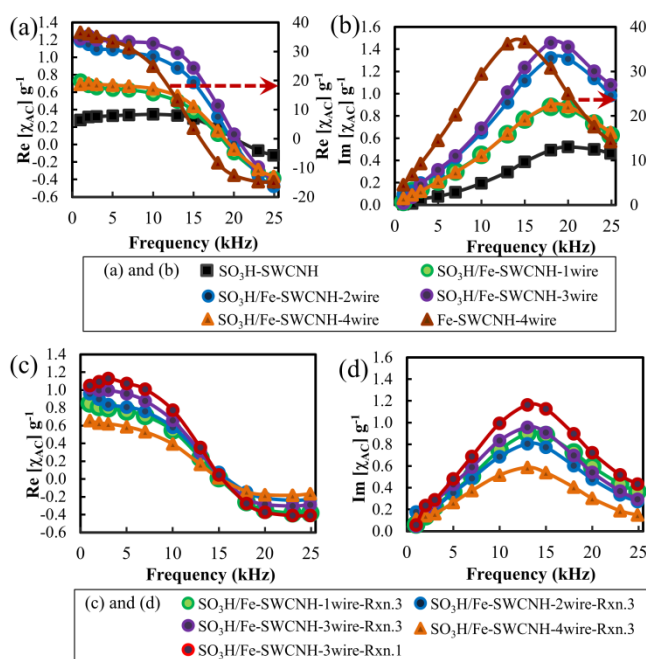 (a)
1.4
1.2
1.0
0.8
0.6
0.4
0.2
0.0
-0.2
-0.4
-0.6
Re [χAC] g-1
40
30
20
10
0
-10
-20
Re [χAC] g-1
0 5 10 15 20 25
Frequency (kHz)
(b)
1.6
1.4
1.2
1.0
0.8
0.6
0.4
0.2
0.0
Im [χAC] g-1
40
30
20
10
0
0 5 10 15 20 25
Frequency (kHz)
(a) and (b)
SO3H-SWCNH
SO3H/Fe-SWCNH-1wire
SO3H/Fe-SWCNH-2wire
SO3H/Fe-SWCNH-3wire
SO3H/Fe-SWCNH-4wire
Fe-SWCNH-4wire
(c)
1.4
1.2
1.0
0.8
0.6
0.4
0.2
-0.0
-0.2
-0.4
-0.6
Re [χAC] g-1
0 5 10 15 20 25
Frequency (kHz)
(d)
1.6
1.4
1.2
1.0
0.8
0.6
0.4
0.2
0.0
Im [χAC] g-1
0 5 10 15 20 25
Frequency (kHz)
(c) and (d)
SO3H/Fe-SWCNH-1wire-Rxn.3
SO3H/Fe-SWCNH-2wire-Rxn.3
SO3H/Fe-SWCNH-3wire-Rxn.3
SO3H/Fe-SWCNH-4wire-Rxn.3
SO3H/Fe-SWCNH-3wire-Rxn.1